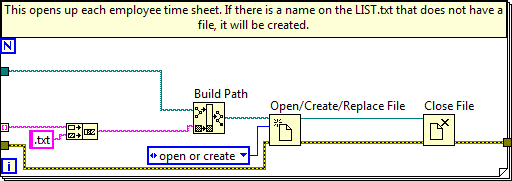 This opens up each employee time sheet. If there is a name on the LIST.txt that does not have a
file, it will be created.
N
Build Path
Open/Create/Replace File
Close File
.txt
open or create
i